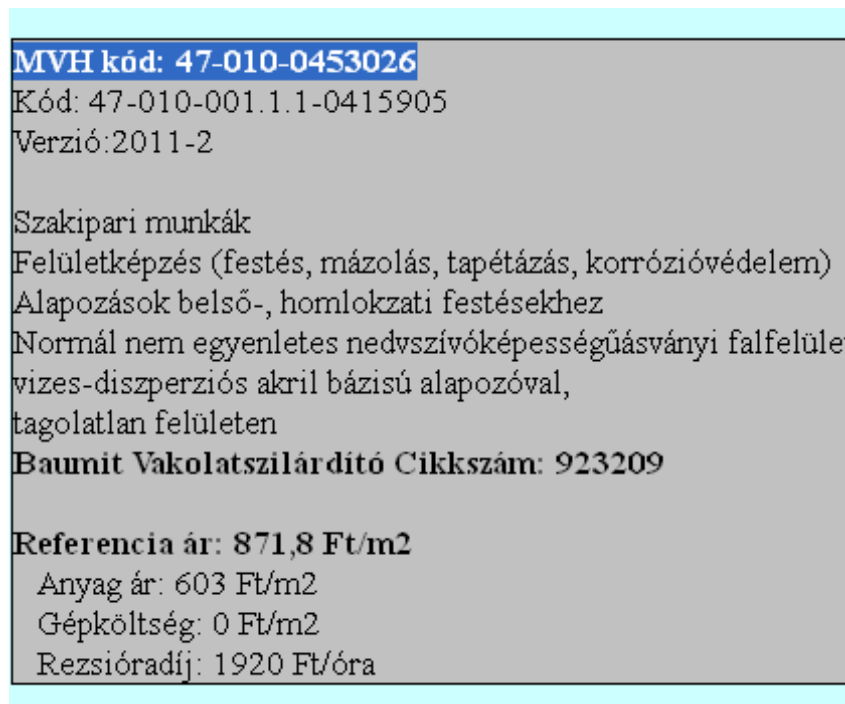 MVH kód: 47-010-0453026
Kód: 47-010-001.1.1-0415905
Verzió:2011-2
Szakipari munkák
Felületképzés (festés, mázolás, tapétázás, korrózióvédelem)
Alapozások belső-, homlokzati festésekhez
Normál nem egyenletes nedvszívóképességűásványi falfelüle
vizes-diszperziós akril bázisú alapozóval,
tagolatlan felületen
Baumit Vakolatszilárdító Cikkszám: 923209
Referencia ár: 871,8 Ft/m2
Anyag ár: 603 Ft/m2
Gépköltség: 0 Ft/m2
Rezsióradíj: 1920 Ft/óra